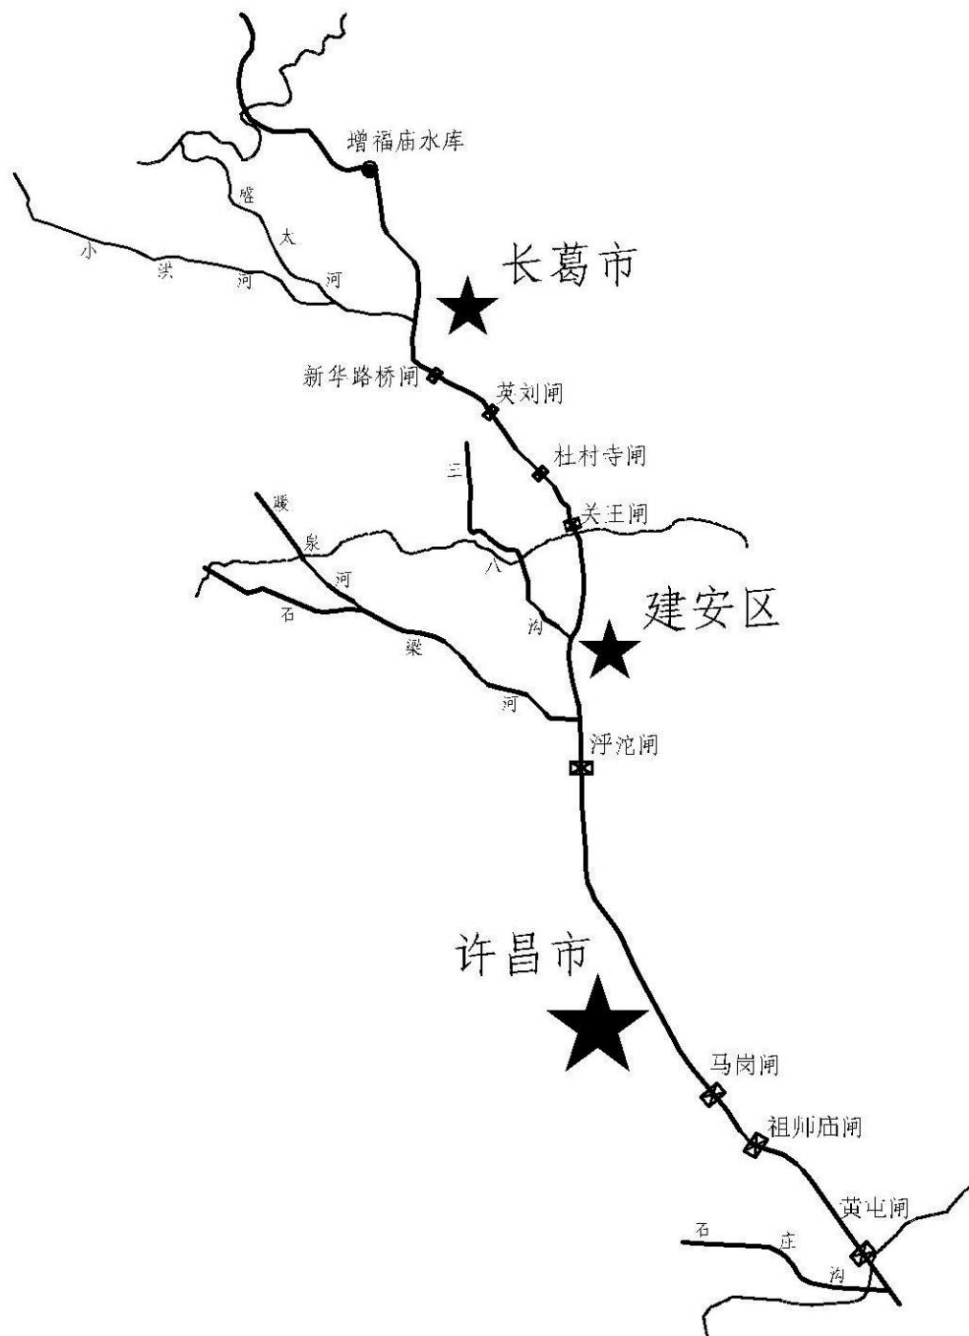 增福庙水库
盛太河
小洪河
长葛市
新华路桥闸
英刘闸
杜村寺闸
三八沟
关王闸
暖泉河
石梁河
建安区
浮沱闸
许昌市
马岗闸
祖师庙闸
黄屯闸
石庄沟